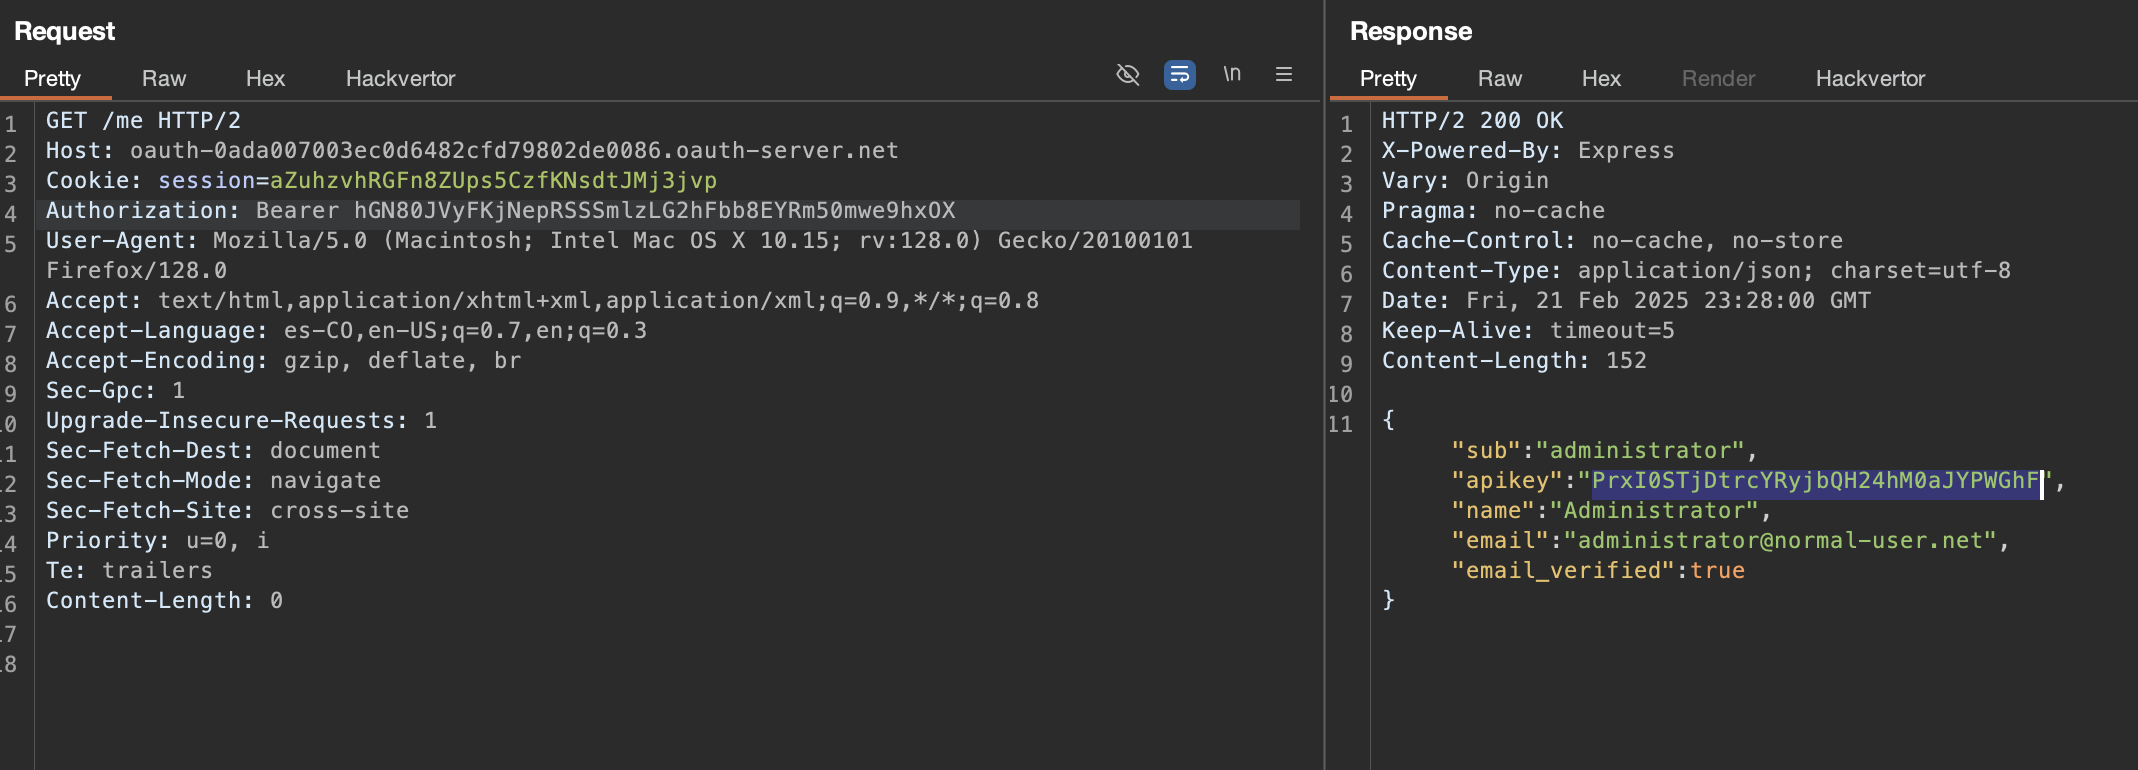 Request
Pretty Raw Hex Hackvertor
\n
1 GET /me HTTP/2
2 Host: oauth-0ada007003ec0d6482cfd79802de0086.oauth-server.net
3 Cookie: session=aZuhzvhRGFn8ZUps5CzfKNsdtJMj3jvp
4 Authorization: Bearer hGN80JVyFKjNepRSSSmlzLG2hFbb8EYRm50mwe9hxOX
5 User-Agent: Mozilla/5.0 (Macintosh; Intel Mac OS X 10.15; rv:128.0) Gecko/20100101
Firefox/128.0
6 Accept: text/html,application/xhtml+xml,application/xml;q=0.9,*/*;q=0.8
7 Accept-Language: es-CO,en-US;q=0.7,en;q=0.3
8 Accept-Encoding: gzip, deflate, br
9 Sec-Gpc: 1
0 Upgrade-Insecure-Requests: 1
1 Sec-Fetch-Dest: document
2 Sec-Fetch-Mode: navigate
3 Sec-Fetch-Site: cross-site
4 Priority: u=0, i
5 Te: trailers
6 Content-Length: 0
7
8
Response
Pretty Raw Hex Render Hackvertor
1 HTTP/2 200 OK
2 X-Powered-By: Express
3 Vary: Origin
4 Pragma: no-cache
5 Cache-Control: no-cache, no-store
6 Content-Type: application/json; charset=utf-8
7 Date: Fri, 21 Feb 2025 23:28:00 GMT
8 Keep-Alive: timeout=5
9 Content-Length: 152
10
11 {
"sub":"administrator",
"apikey":"PrxI0STjDtrcYRyjbQH24hM0aJYPWGhF",
"name":"Administrator",
"email":"administrator@normal-user.net",
"email_verified":true
}